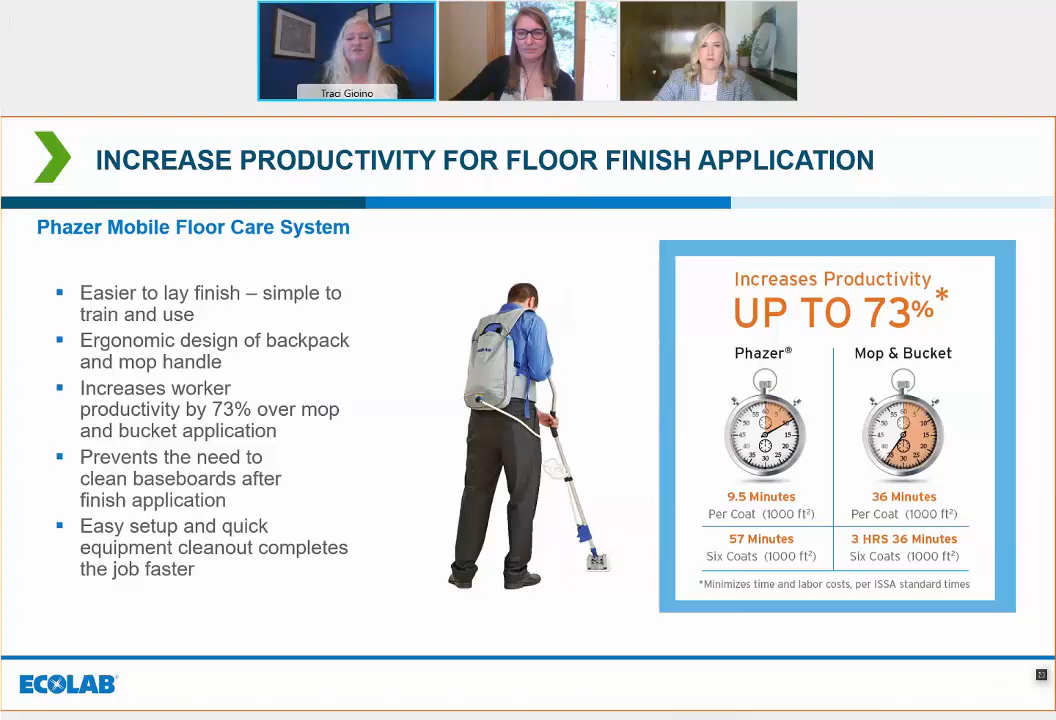 Traci Gioino
INCREASE PRODUCTIVITY FOR FLOOR FINISH APPLICATION
Phazer Mobile Floor Care System
▪ Easier to lay finish – simple to
train and use
▪ Ergonomic design of backpack
and mop handle
▪ Increases worker
productivity by 73% over mop
and bucket application
▪ Prevents the need to
clean baseboards after
finish application
▪ Easy setup and quick
equipment cleanout completes
the job faster
ECOLAB
Increases Productivity
UP TO 73%*
Phazer®
Mop & Bucket
9.5 Minutes
Per Coat (1000 ft²)
36 Minutes
Per Coat (1000 ft²)
57 Minutes
Six Coats (1000 ft²)
3 HRS 36 Minutes
Six Coats (1000 ft²)
*Minimizes time and labor costs, per ISSA standard times
ECOLAB®